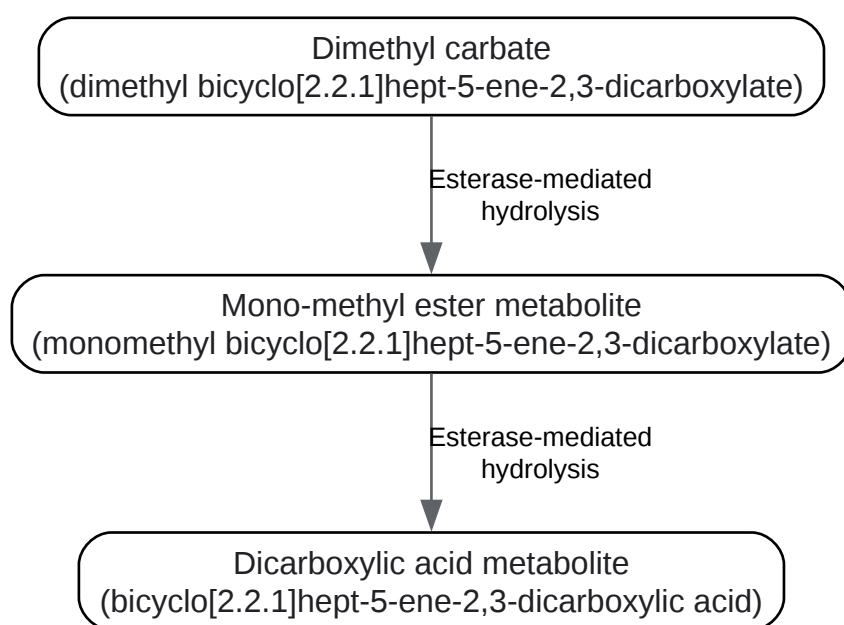 Dimethyl carbate
(dimethyl bicyclo[2.2.1]hept-5-ene-2,3-dicarboxylate)
Esterase-mediated
hydrolysis
Mono-methyl ester metabolite
(monomethyl bicyclo[2.2.1]hept-5-ene-2,3-dicarboxylate)
Esterase-mediated
hydrolysis
Dicarboxylic acid metabolite
(bicyclo[2.2.1]hept-5-ene-2,3-dicarboxylic acid)